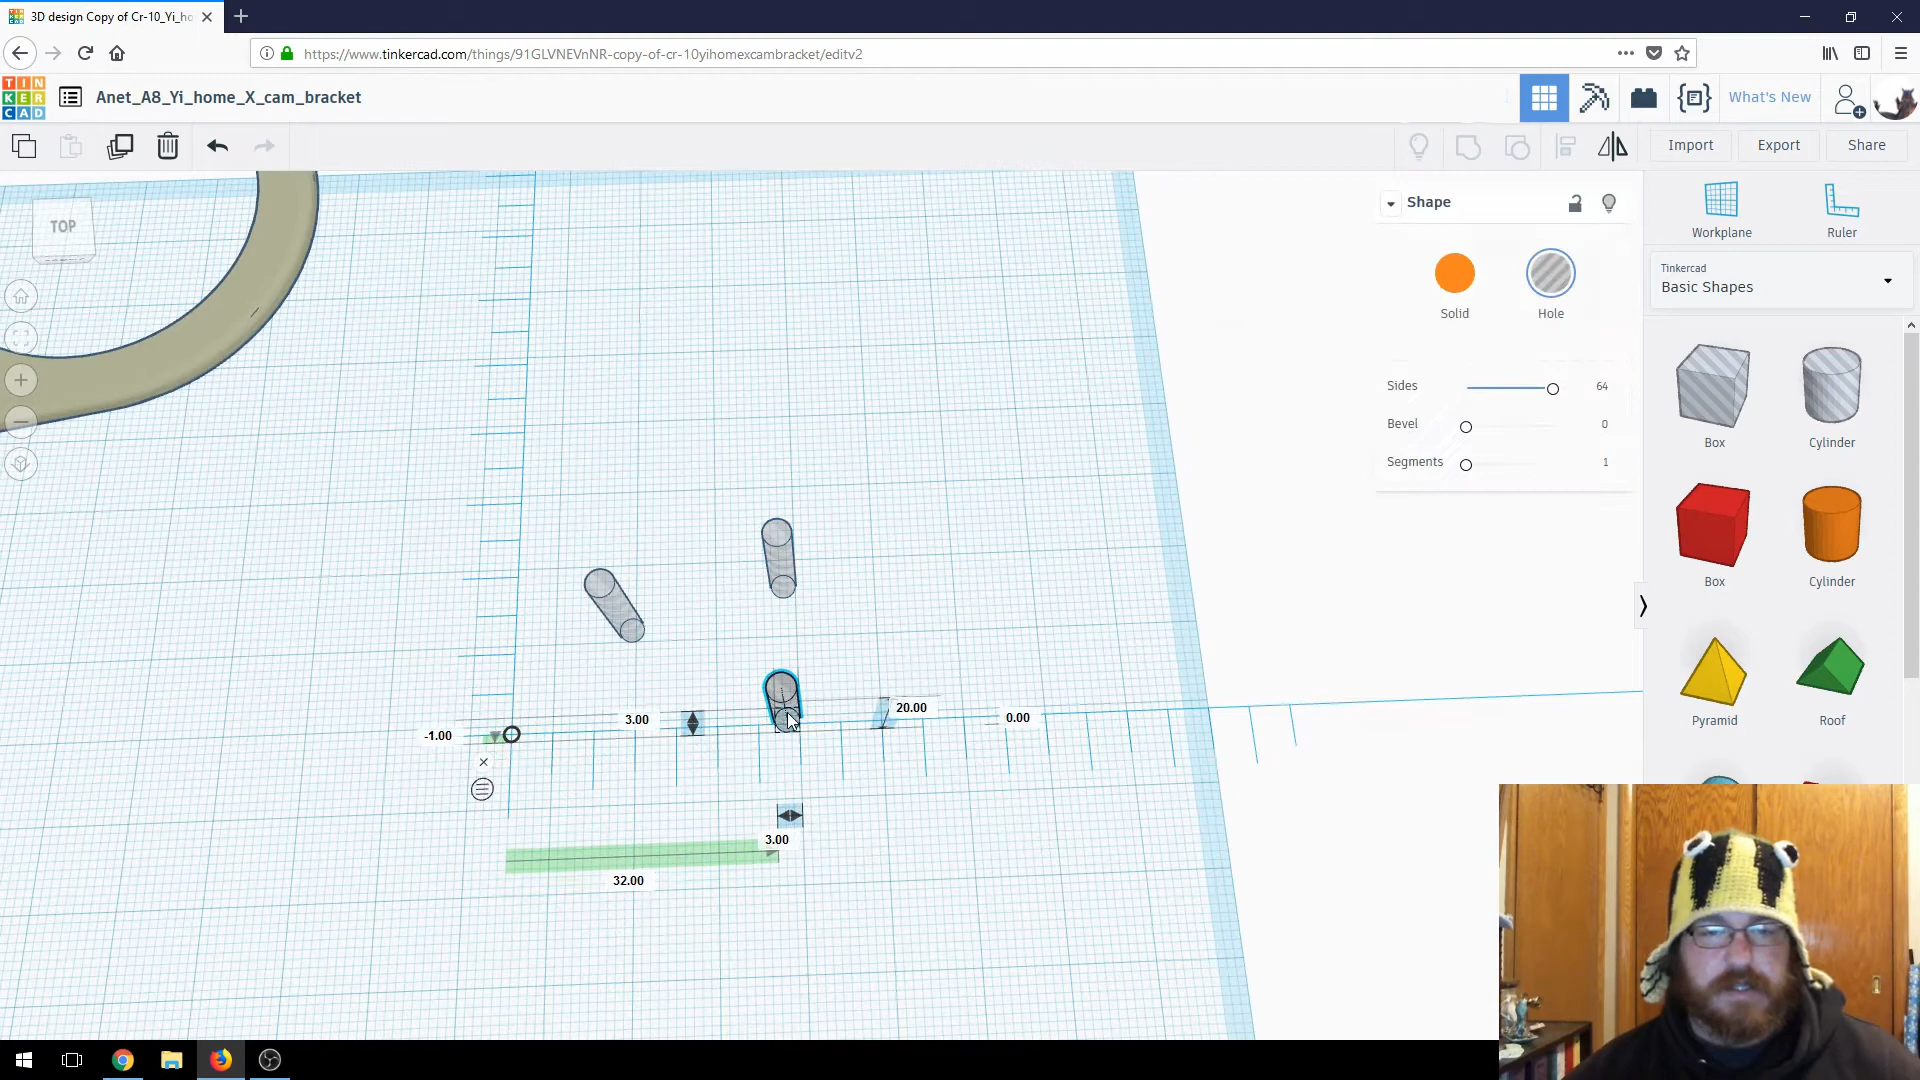 3D design Copy of Cr-10_Yi_ho
https://www.tinkercad.com/things/91GLVNEVnNR-copy-of-cr-10yihomexcambracket/editv2
TIN
KER
CAD
Anet_A8_Yi_home_X_cam_bracket
What's New
Import
Export
Share
TOP
Shape
Solid
Hole
Sides
64
Bevel
0
Segments
1
Workplane
Ruler
Tinkercad
Basic Shapes
Box
Cylinder
Box
Cylinder
Pyramid
Roof
-1.00
3.00
20.00
0.00
3.00
32.00